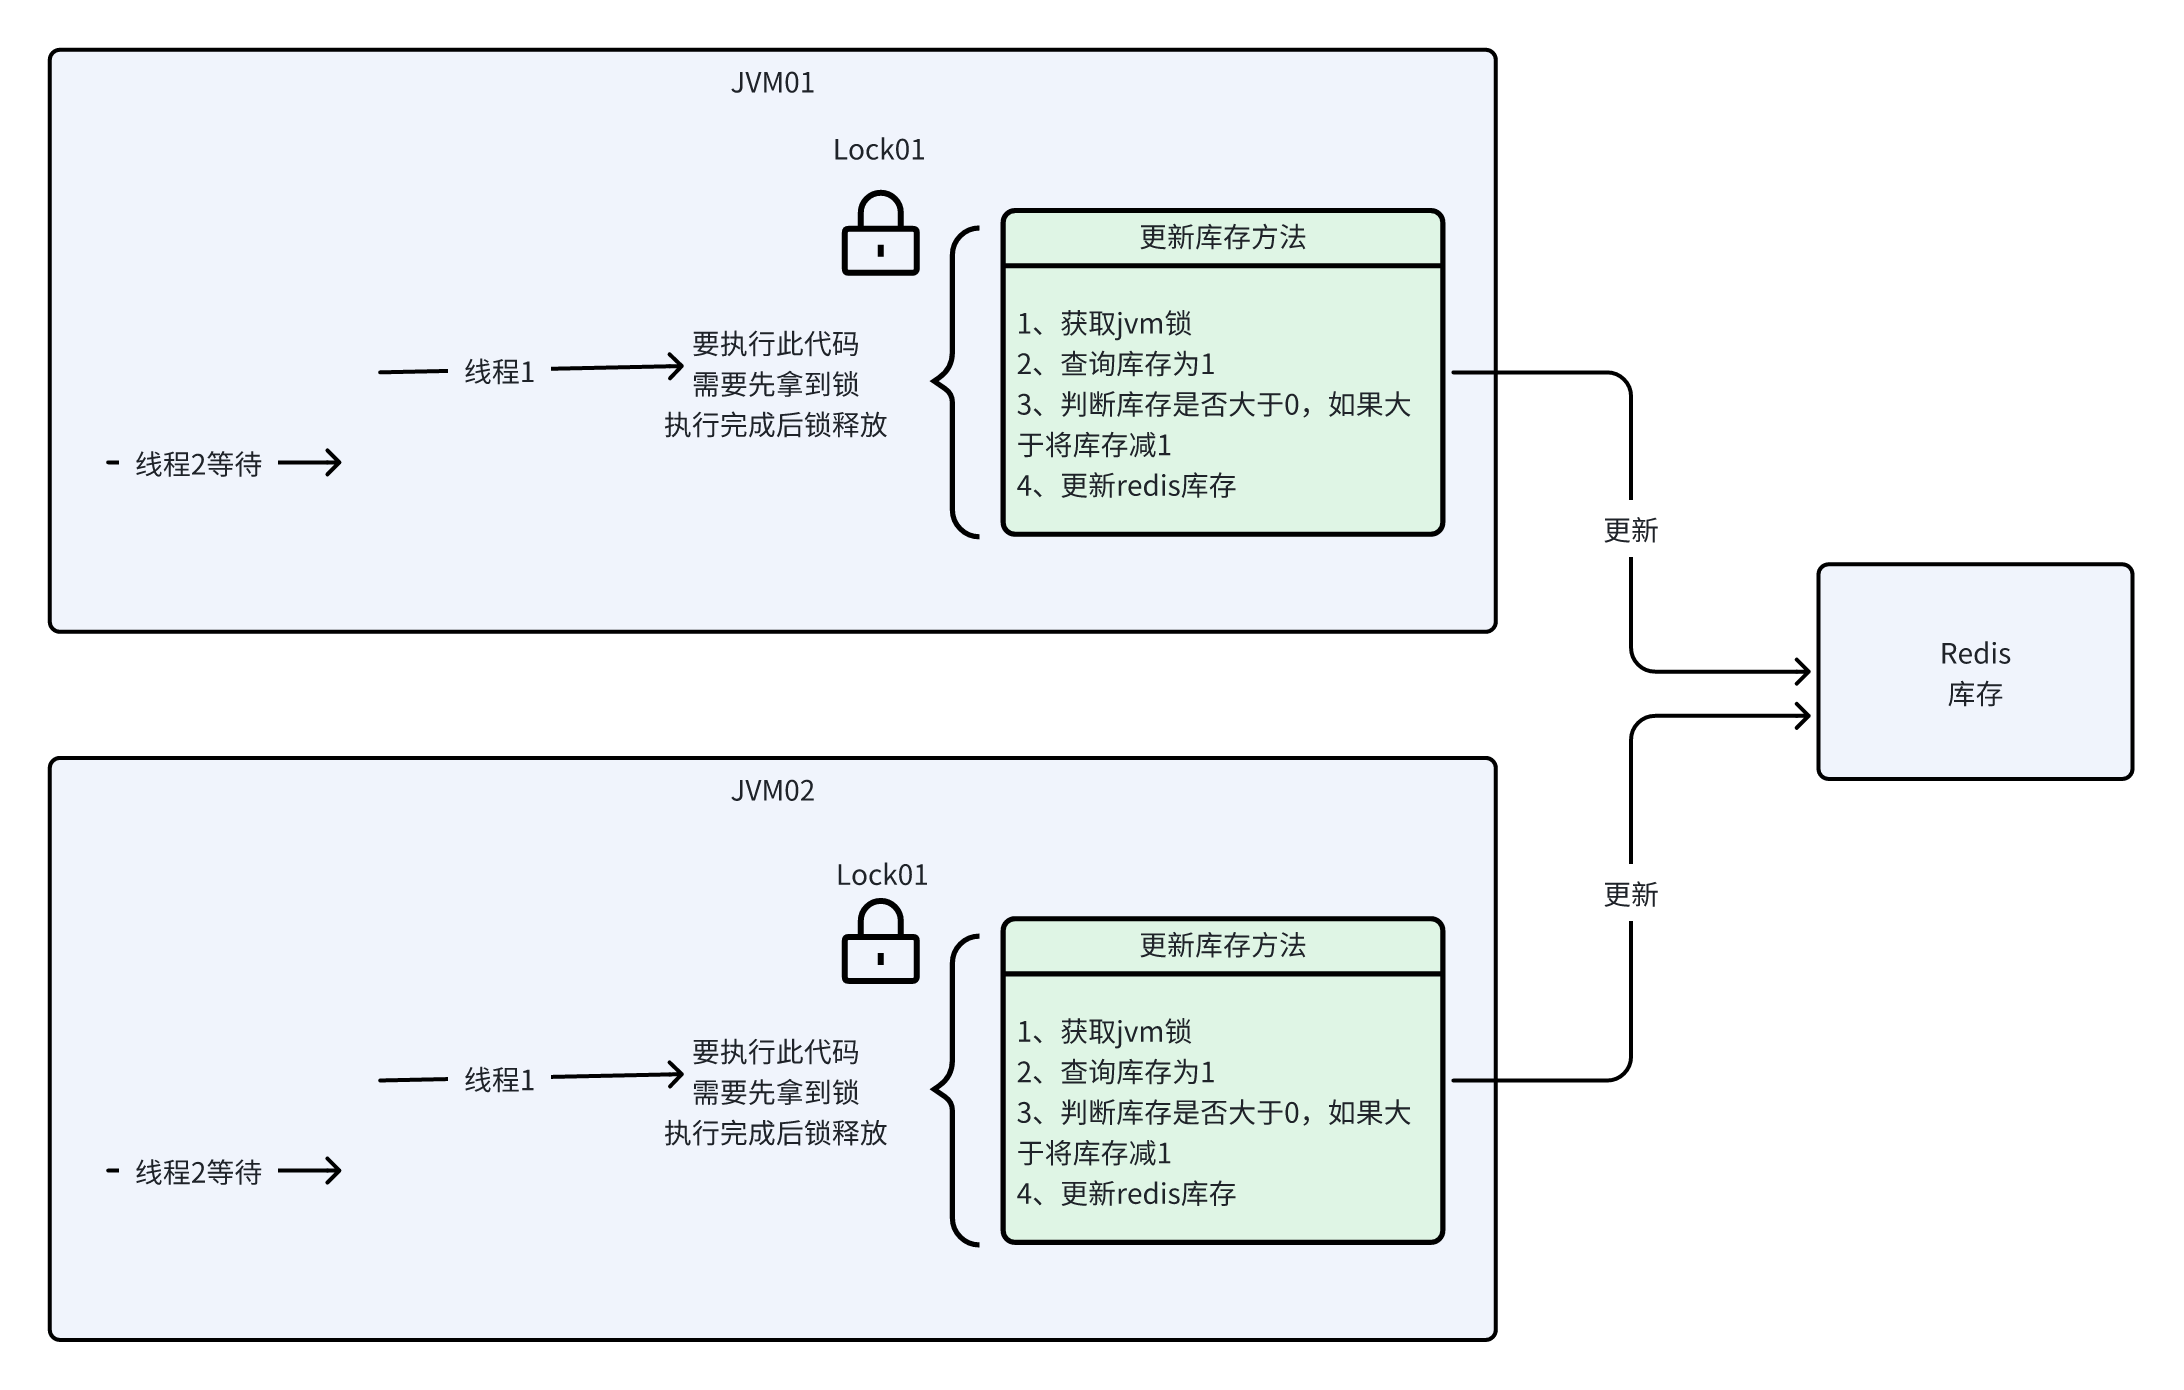 JVM01
Lock01
更新库存方法
1、获取jvm锁
2、查询库存为1
3、判断库存是否大于0，如果大
于将库存减1
4、更新redis库存
要执行此代码
需要先拿到锁
执行完成后锁释放
线程1
线程2等待
更新
Redis
库存
JVM02
Lock01
更新库存方法
1、获取jvm锁
2、查询库存为1
3、判断库存是否大于0，如果大
于将库存减1
4、更新redis库存
要执行此代码
需要先拿到锁
执行完成后锁释放
线程1
线程2等待
更新